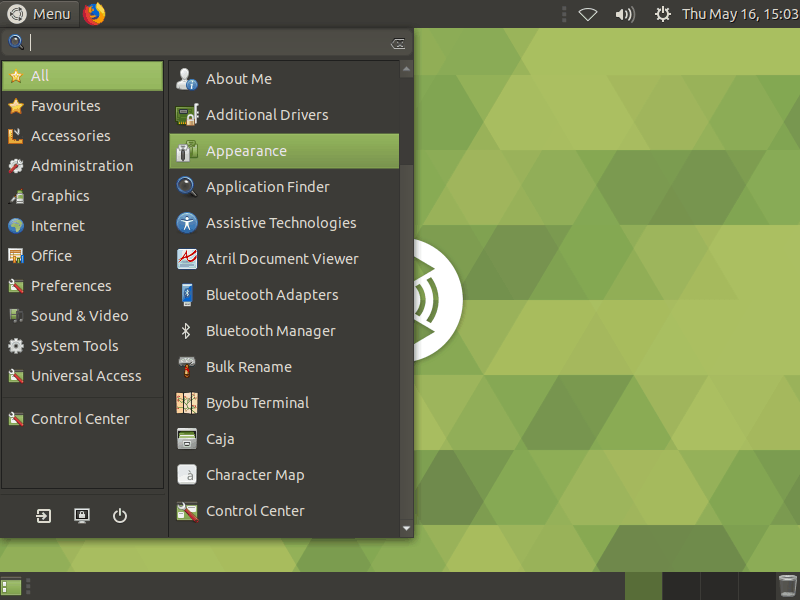 Menu
Thu May 16, 15:03
All
Favourites
Accessories
Administration
Graphics
Internet
Office
Preferences
Sound & Video
System Tools
Universal Access
Control Center
About Me
Additional Drivers
Appearance
Application Finder
Assistive Technologies
Atril Document Viewer
Bluetooth Adapters
Bluetooth Manager
Bulk Rename
Byobu Terminal
Caja
Character Map
Control Center